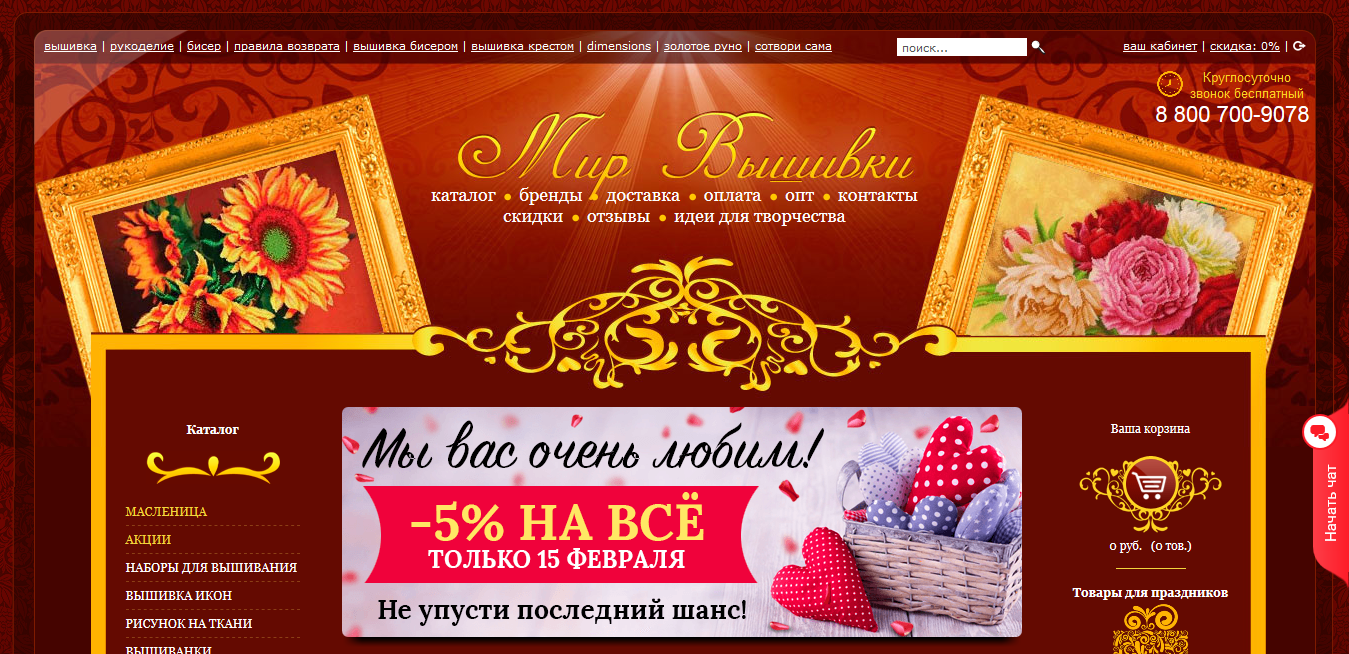 вышивка | рукоделие | бисер | правила возврата | вышивка бисером | вышивка крестом | dimensions | золотое руно | сотвори сама
поиск...
ваш кабинет | скидка: 0% |
Круглосуточно
звонок бесплатный
8 800 700-9078
Мир Вышивки
каталог • бренды • доставка • оплата • опт • контакты
скидки • отзывы • идеи для творчества
Каталог
МАСЛЕНИЦА
АКЦИИ
НАБОРЫ ДЛЯ ВЫШИВАНИЯ
ВЫШИВКА ИКОН
РИСУНОК НА ТКАНИ
ВЫШИВАНКИ
Мы вас очень любим!
-5% НА ВСЁ
ТОЛЬКО 15 ФЕВРАЛЯ
Не упусти последний шанс!
Ваша корзина
0 руб. (0 тов.)
Товары для праздников
Начать чат